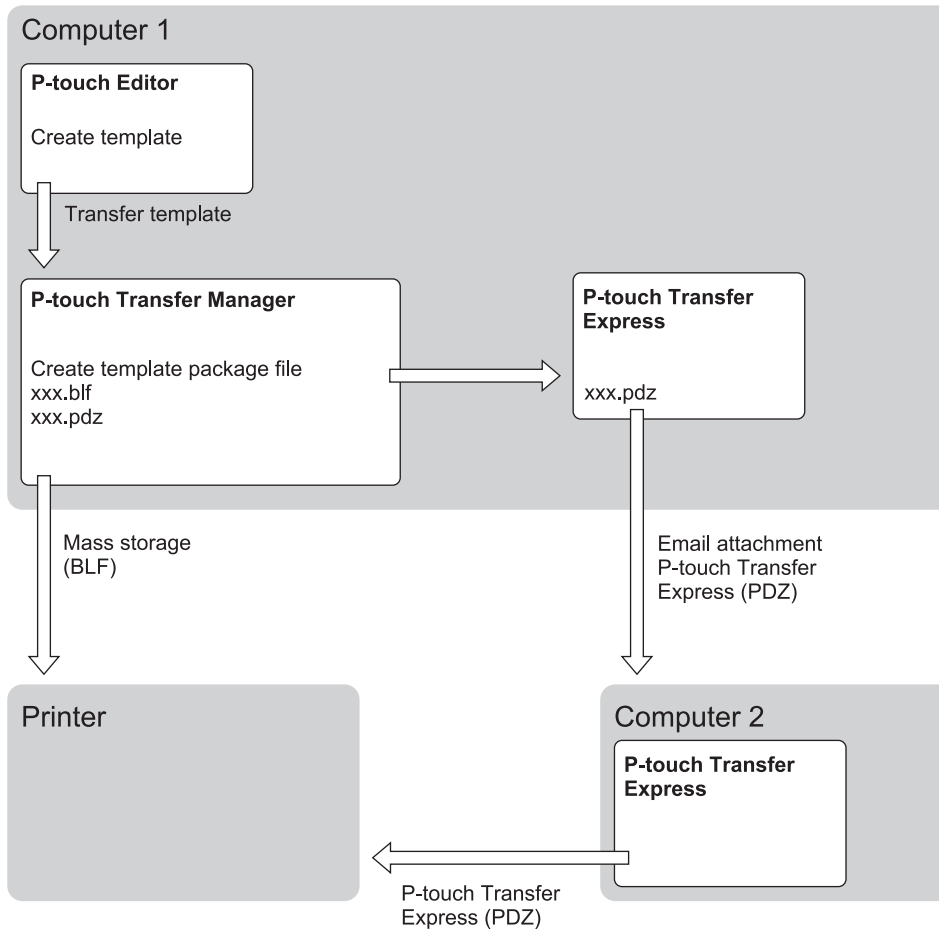 Computer 1
P-touch Editor
Create template
Transfer template
P-touch Transfer Manager
Create template package file
xxx.blf
xxx.pdz
P-touch Transfer
Express
xxx.pdz
Mass storage
(BLF)
Email attachment
P-touch Transfer
Express (PDZ)
Printer
Computer 2
P-touch Transfer
Express
P-touch Transfer
Express (PDZ)